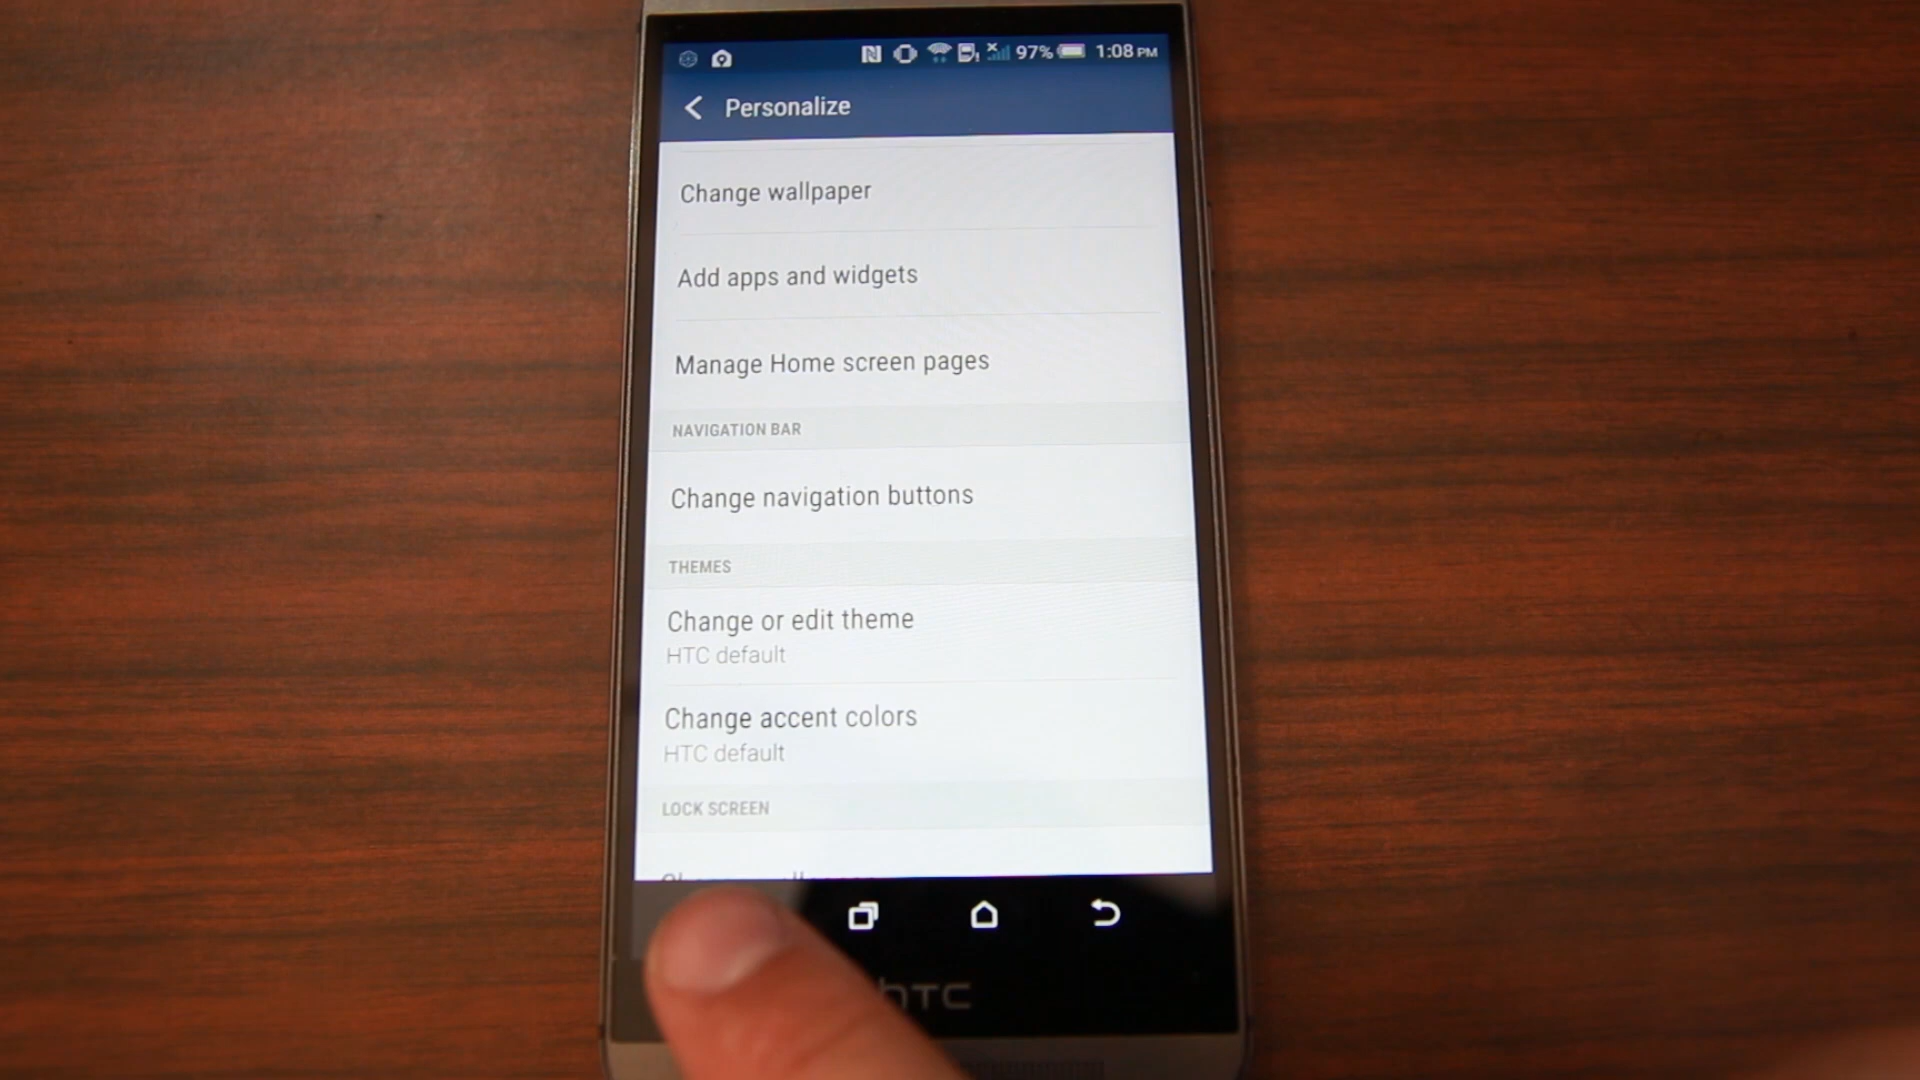 97% 1:08 PM
Personalize
Change wallpaper
Add apps and widgets
Manage Home screen pages
NAVIGATION BAR
Change navigation buttons
THEMES
Change or edit theme
HTC default
Change accent colors
HTC default
LOCK SCREEN
hTC